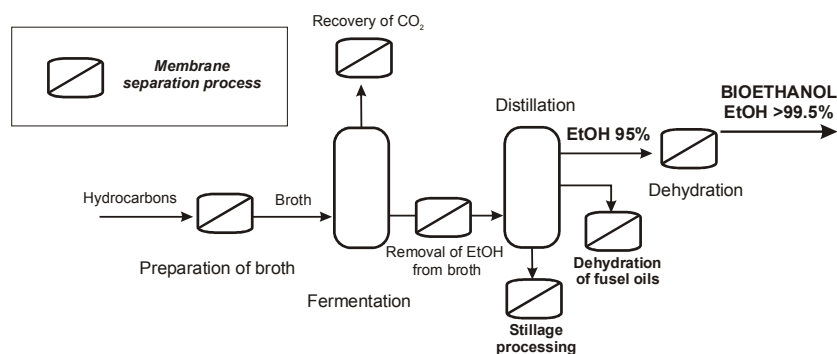 Recovery of CO₂
Membrane
separation process
Distillation
BIOETHANOL
EtOH >99.5%
EtOH 95%
Dehydration
Hydrocarbons
Broth
Preparation of broth
Removal of EtOH
from broth
Fermentation
Dehydration
of fusel oils
Stillage
processing